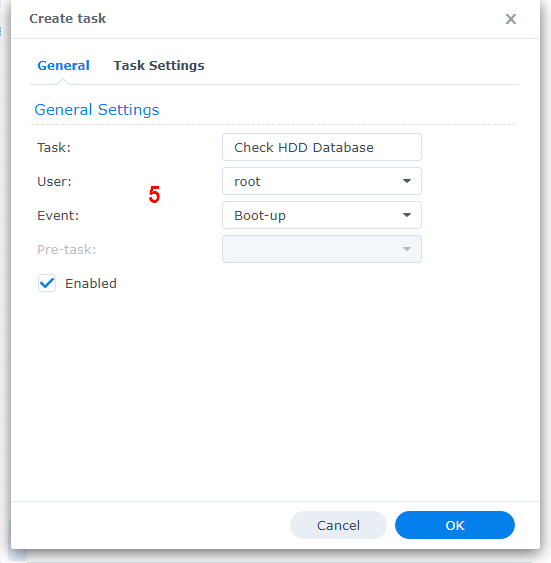 Create task
General Task Settings
General Settings
Task: Check HDD Database
User: root
5
Event: Boot-up
Pre-task:
Enabled
Cancel OK